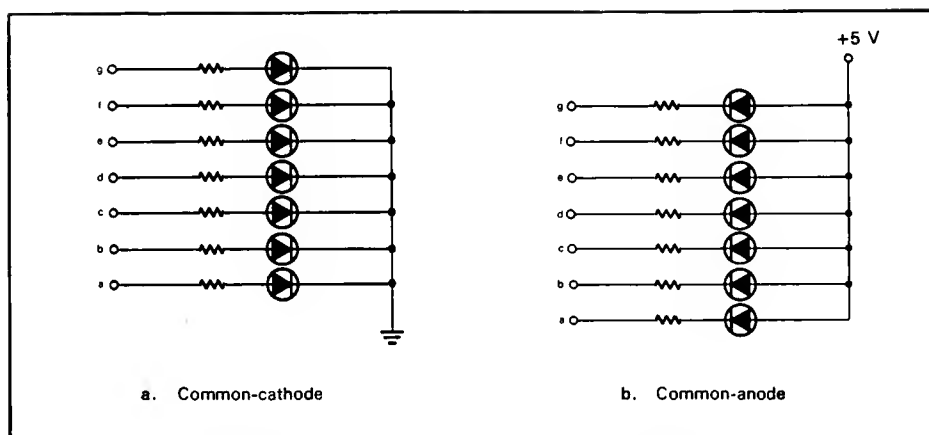 +5 V
g
f
e
d
c
b
a
g
f
e
d
c
b
a
a. Common-cathode
b. Common-anode